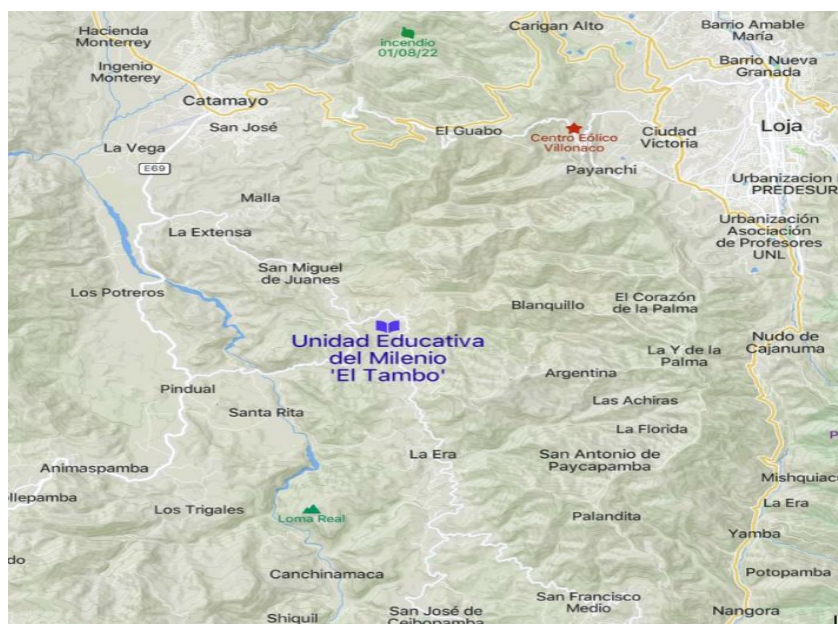 Hacienda
Monterrey
Ingenio
Monterey
Catamayo
San José
La Vega
E69
incendio
01/08/22
Carigan Alto
Barrio Amable
María
Barrio Nueva
Granada
El Guabo
Centro Eólico
Villonaco
Ciudad
Victoria
Loja
Payanchi
Urbanizacion
PREDESUR
Malla
La Extensa
Urbanización
Asociación
de Profesores
UNL
San Miguel
de Juanes
Los Potreros
Blanquillo
El Corazón
de la Palma
Unidad Educativa
del Milenio
'El Tambo'
Nudo de
Cajanuma
La Y de la
Palma
Pindual
Argentina
Santa Rita
Las Achiras
La Florida
P
Animaspamba
La Era
San Antonio de
Paycapamba
Mishquiac
ollepamba
Los Trigales
Loma Real
La Era
Palandita
Yamba
do
Canchinamaca
Potopamba
Shiquil
San José de
Ceibopamba
San Francisco
Medio
Nangora